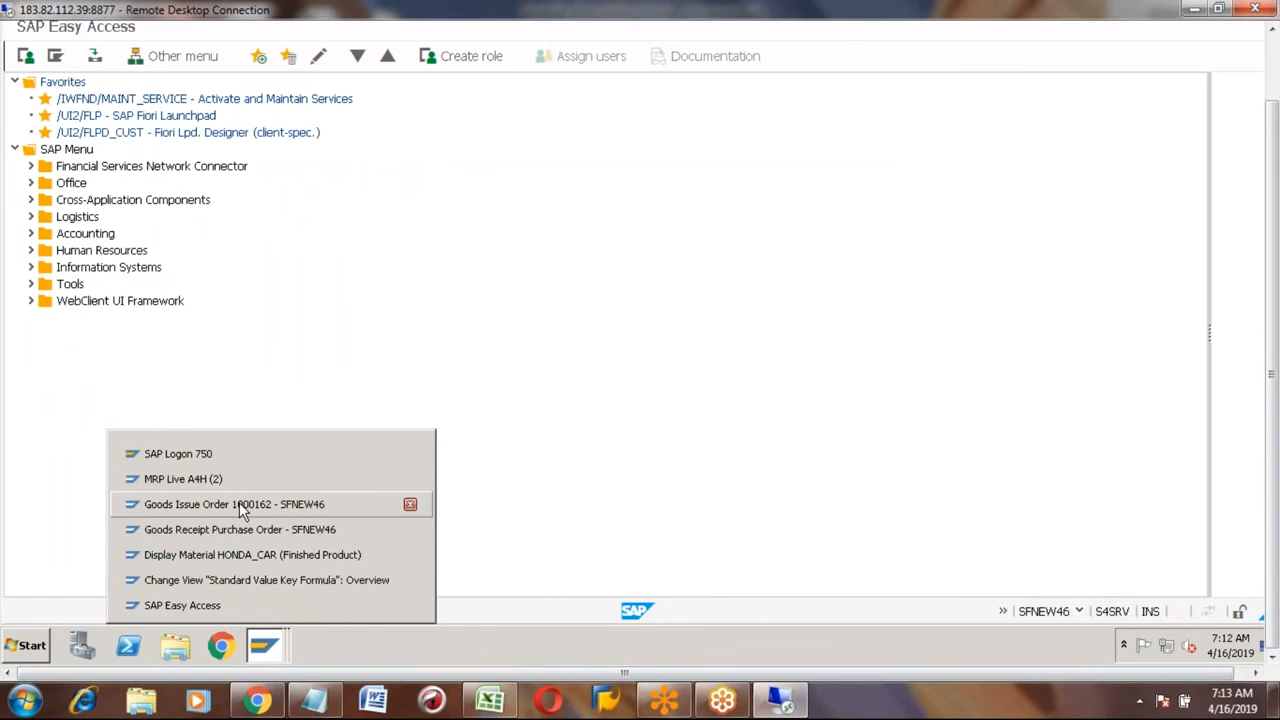 183.82.112.39:8877 - Remote Desktop Connection
SAP Easy Access
Other menu
Create role
Assign users
Documentation
Favorites
/IWFND/MAINT_SERVICE - Activate and Maintain Services
/UI2/FLP - SAP Fiori Launchpad
/UI2/FLPD_CUST - Fiori Lpd. Designer (client-spec.)
SAP Menu
Financial Services Network Connector
Office
Cross-Application Components
Logistics
Accounting
Human Resources
Information Systems
Tools
WebClient UI Framework
SAP Logon 750
MRP Live A4H (2)
Goods Issue Order 1000162 - SFNEW46
Goods Receipt Purchase Order - SFNEW46
Display Material HONDA_CAR (Finished Product)
Change View "Standard Value Key Formula": Overview
SAP Easy Access
SAP
SFNEW46
S4SRV
INS
Start
7:12 AM
4/16/2019
7:13 AM
4/16/2019